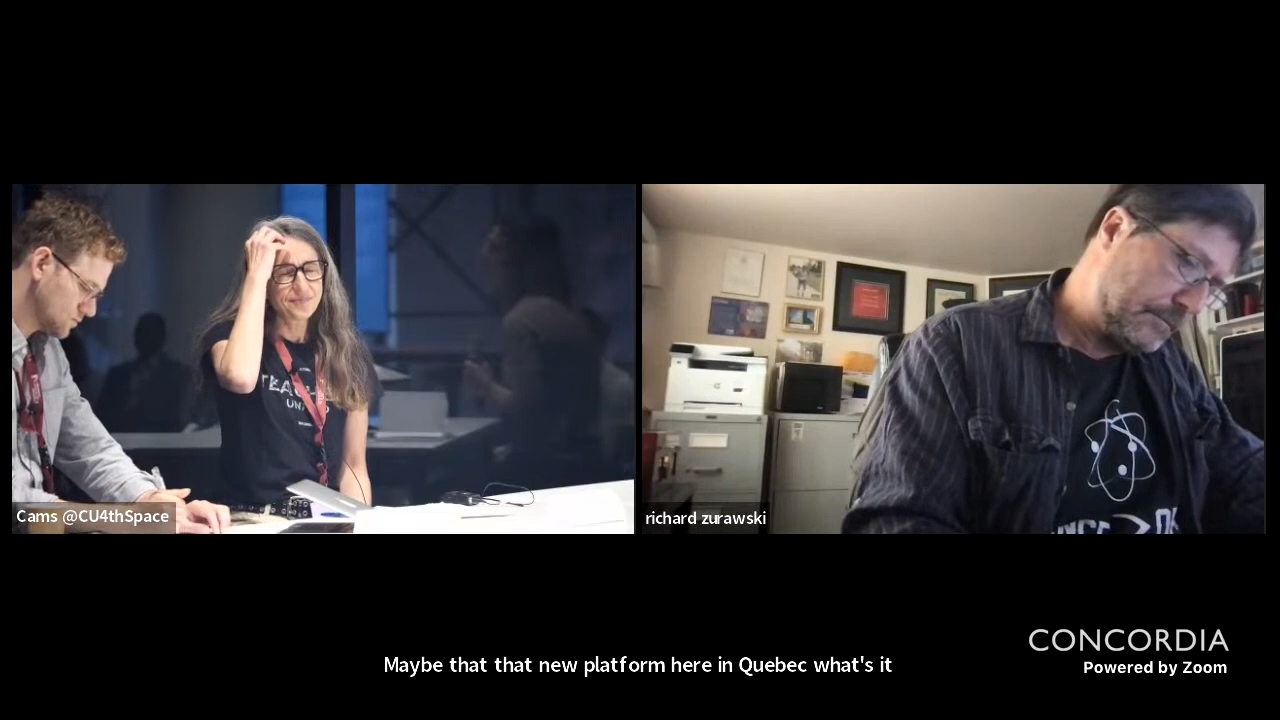 Cams @CU4thSpace
richard zurawski
Maybe that that new platform here in Quebec what's it
CONCORDIA
Powered by Zoom